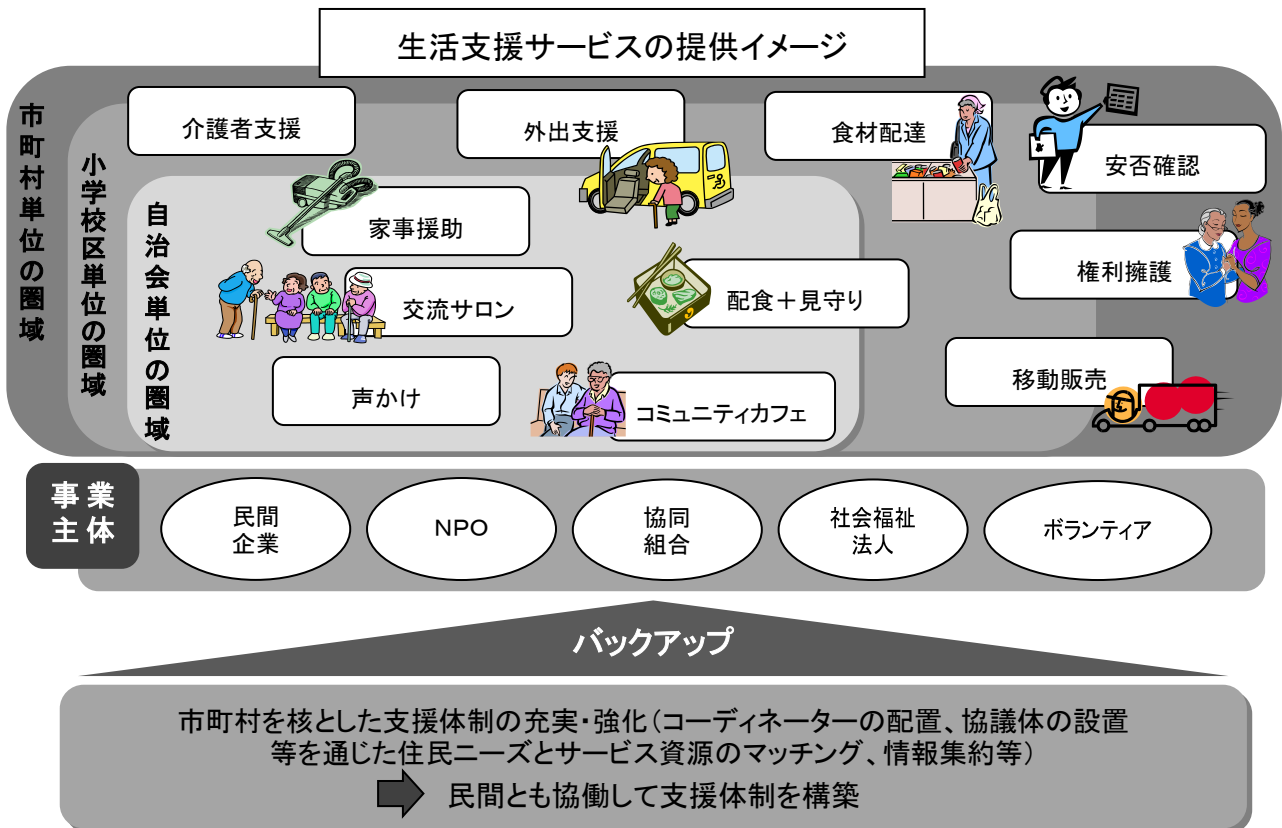 生活支援サービスの提供イメージ
市町村単位の圏域
小学校区単位の圏域
自治会単位の圏域
介護者支援
外出支援
食材配達
安否確認
家事援助
権利擁護
交流サロン
配食＋見守り
移動販売
声かけ
コミュニティカフェ
事業
主体
民間
企業
NPO
協同
組合
社会福祉
法人
ボランティア
バックアップ
市町村を核とした支援体制の充実・強化（コーディネーターの配置、協議体の設置
等を通じた住民ニーズとサービス資源のマッチング、情報集約等）
民間とも協働して支援体制を構築